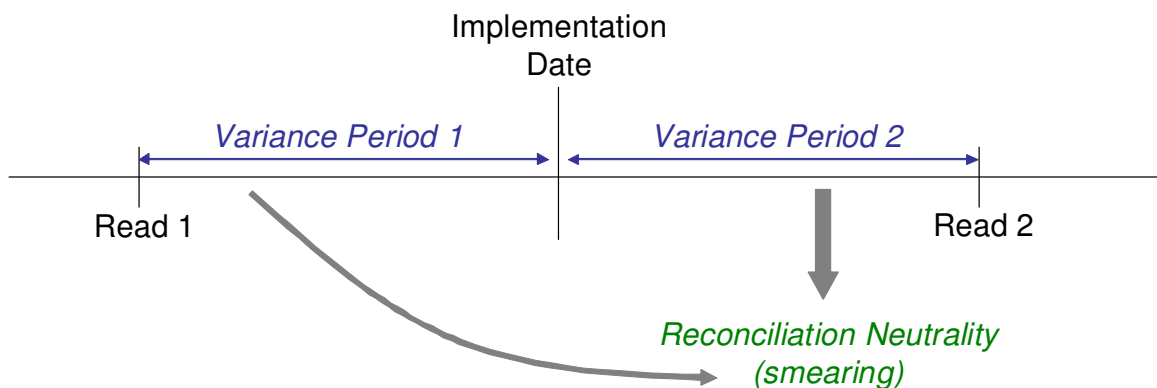 Implementation
Date
Variance Period 1
Variance Period 2
Read 1
Read 2
Reconciliation Neutrality
(smearing)